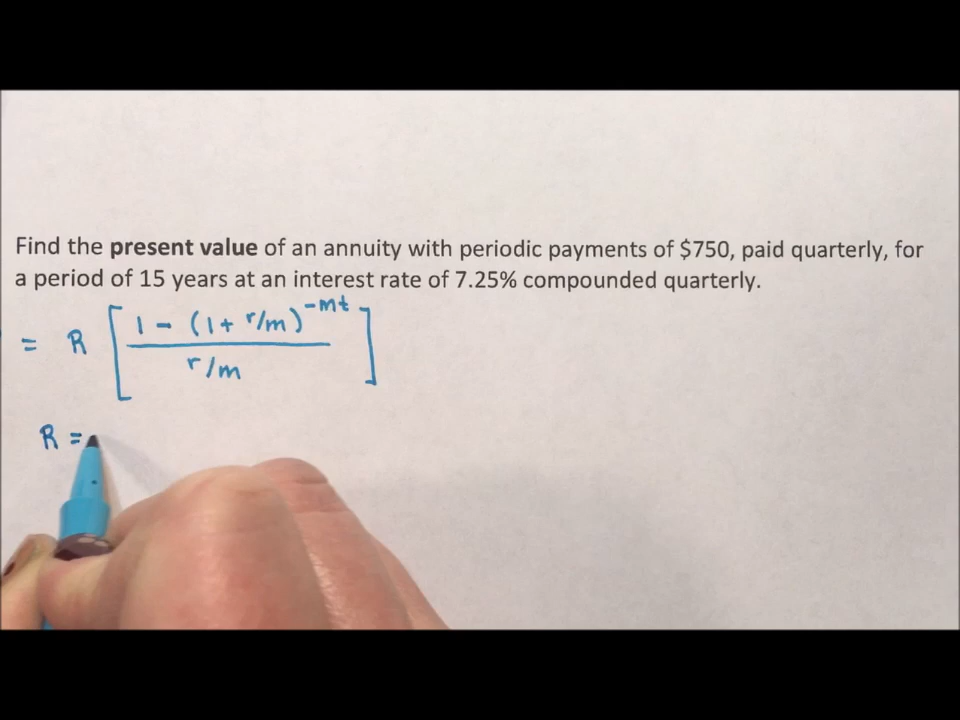 Find the present value of an annuity with periodic payments of $750, paid quarterly, for
a period of 15 years at an interest rate of 7.25% compounded quarterly.
= R [ 1 - (1 + r/m)^-mt / r/m ]
R =